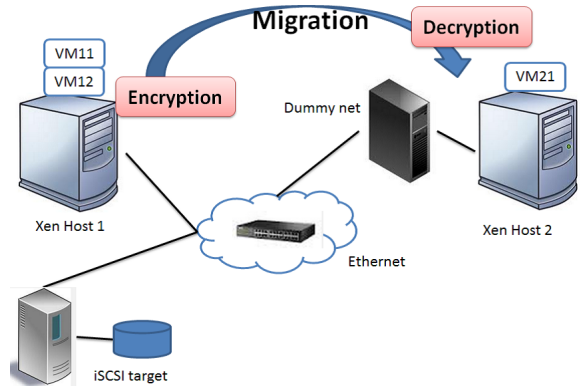 Migration
Decryption
VM11
VM12
VM21
Encryption
Dummy net
Xen Host 1
Xen Host 2
Ethernet
iSCSI target